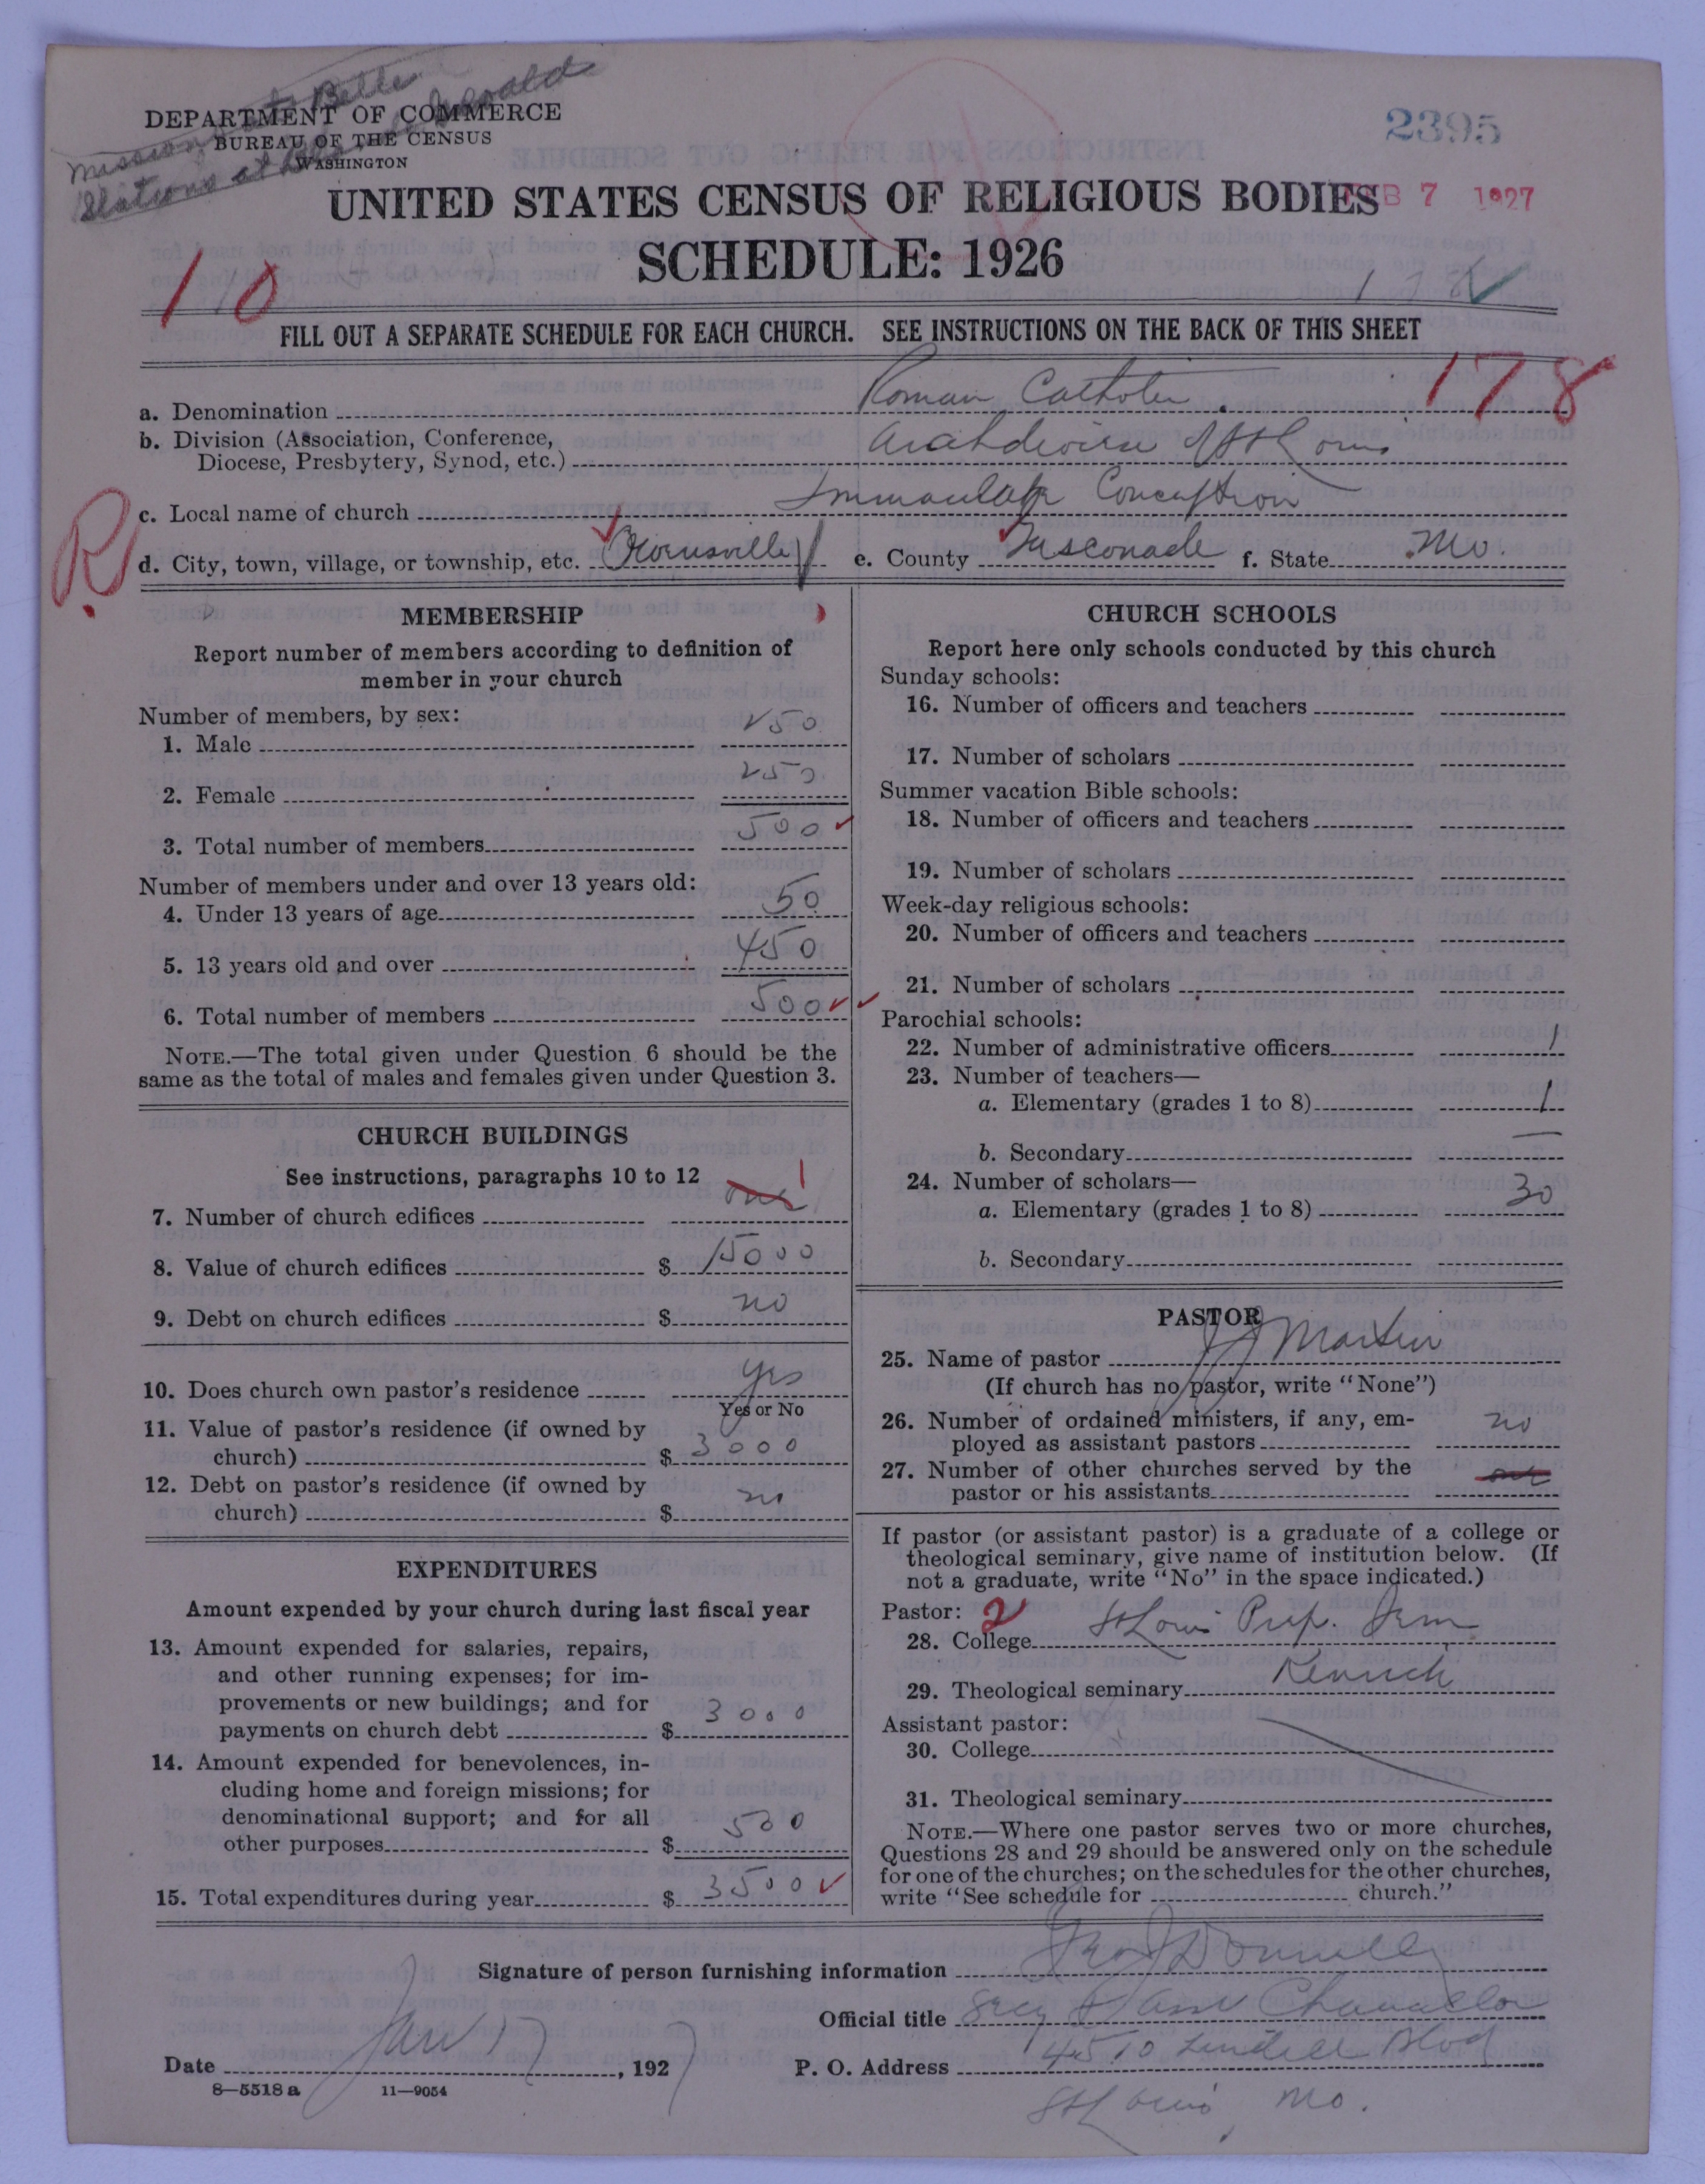 Missions at Belle
Stations at
DEPARTMENT OF COMMERCE
BUREAU OF THE CENSUS
WASHINGTON
2395
UNITED STATES CENSUS OF RELIGIOUS BODIES
FEB 7 1927
SCHEDULE: 1926
10
FILL OUT A SEPARATE SCHEDULE FOR EACH CHURCH. SEE INSTRUCTIONS ON THE BACK OF THIS SHEET
178
a. Denomination Roman Catholic
b. Division (Association, Conference,
Diocese, Presbytery, Synod, etc.) Archdiocese of St Louis
c. Local name of church Immaculate Conception
R
d. City, town, village, or township, etc. Owensville e. County Gasconade f. State Mo.
MEMBERSHIP
Report number of members according to definition of
member in your church
Number of members, by sex:
1. Male 250
2. Female 250
3. Total number of members 500
Number of members under and over 13 years old:
4. Under 13 years of age 50
5. 13 years old and over 450
6. Total number of members 500
NOTE.—The total given under Question 6 should be the
same as the total of males and females given under Question 3.
CHURCH BUILDINGS
See instructions, paragraphs 10 to 12
7. Number of church edifices one 1
8. Value of church edifices $ 15000
9. Debt on church edifices $ no
10. Does church own pastor's residence yes
Yes or No
11. Value of pastor's residence (if owned by
church) $ 3000
12. Debt on pastor's residence (if owned by
church) $ no
EXPENDITURES
Amount expended by your church during last fiscal year
13. Amount expended for salaries, repairs,
and other running expenses; for im-
provements or new buildings; and for
payments on church debt $ 3000
14. Amount expended for benevolences, in-
cluding home and foreign missions; for
denominational support; and for all
other purposes $ 500
15. Total expenditures during year $ 3500
CHURCH SCHOOLS
Report here only schools conducted by this church
Sunday schools:
16. Number of officers and teachers
17. Number of scholars
Summer vacation Bible schools:
18. Number of officers and teachers
19. Number of scholars
Week-day religious schools:
20. Number of officers and teachers
21. Number of scholars
Parochial schools:
22. Number of administrative officers 1
23. Number of teachers—
a. Elementary (grades 1 to 8) 1
b. Secondary —
24. Number of scholars—
a. Elementary (grades 1 to 8) 30
b. Secondary
PASTOR
25. Name of pastor J J Martin
(If church has no pastor, write "None")
26. Number of ordained ministers, if any, em-
ployed as assistant pastors no
27. Number of other churches served by the
pastor or his assistants one
If pastor (or assistant pastor) is a graduate of a college or
theological seminary, give name of institution below. (If
not a graduate, write "No" in the space indicated.)
Pastor: 2
28. College St Louis Prep. Sem.
29. Theological seminary Kenrick
Assistant pastor:
30. College
31. Theological seminary
NOTE.—Where one pastor serves two or more churches,
Questions 28 and 29 should be answered only on the schedule
for one of the churches; on the schedules for the other churches,
write "See schedule for church."
Signature of person furnishing information Donnelly
Official title Secy & Asst Chancellor
Date Jan 17, 1927 P. O. Address 4510 Lindell Blvd
8—5518 a 11—9054
St Louis, Mo.